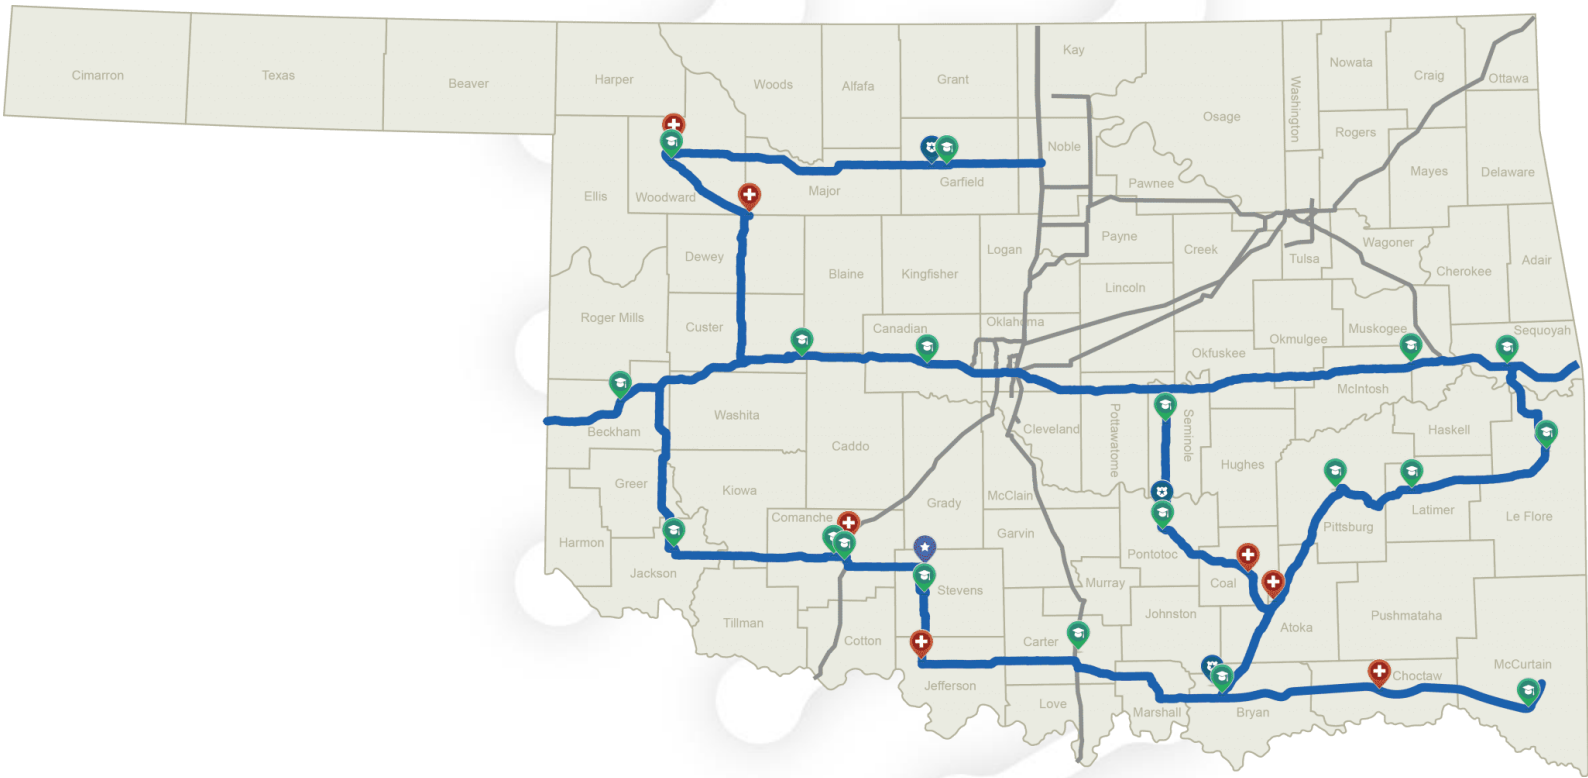 Cimarron
Texas
Beaver
Harper
Woods
Alfafa
Grant
Kay
Osage
Washington
Nowata
Craig
Ottawa
Rogers
Mayes
Delaware
Noble
Pawnee
Ellis
Woodward
Major
Garfield
Dewey
Blaine
Kingfisher
Logan
Payne
Creek
Tulsa
Wagoner
Cherokee
Adair
Lincoln
Roger Mills
Custer
Canadian
Oklahoma
Okfuskee
Okmulgee
Muskogee
Sequoyah
McIntosh
Beckham
Washita
Caddo
Cleveland
Pottawatome
Seminole
Hughes
Haskell
Greer
Kiowa
Comanche
Grady
McClain
Garvin
Pittsburg
Latimer
Le Flore
Harmon
Jackson
Pontotoc
Coal
Stevens
Murray
Johnston
Atoka
Pushmataha
Tillman
Cotton
Carter
Jefferson
Love
Marshall
Bryan
Choctaw
McCurtain